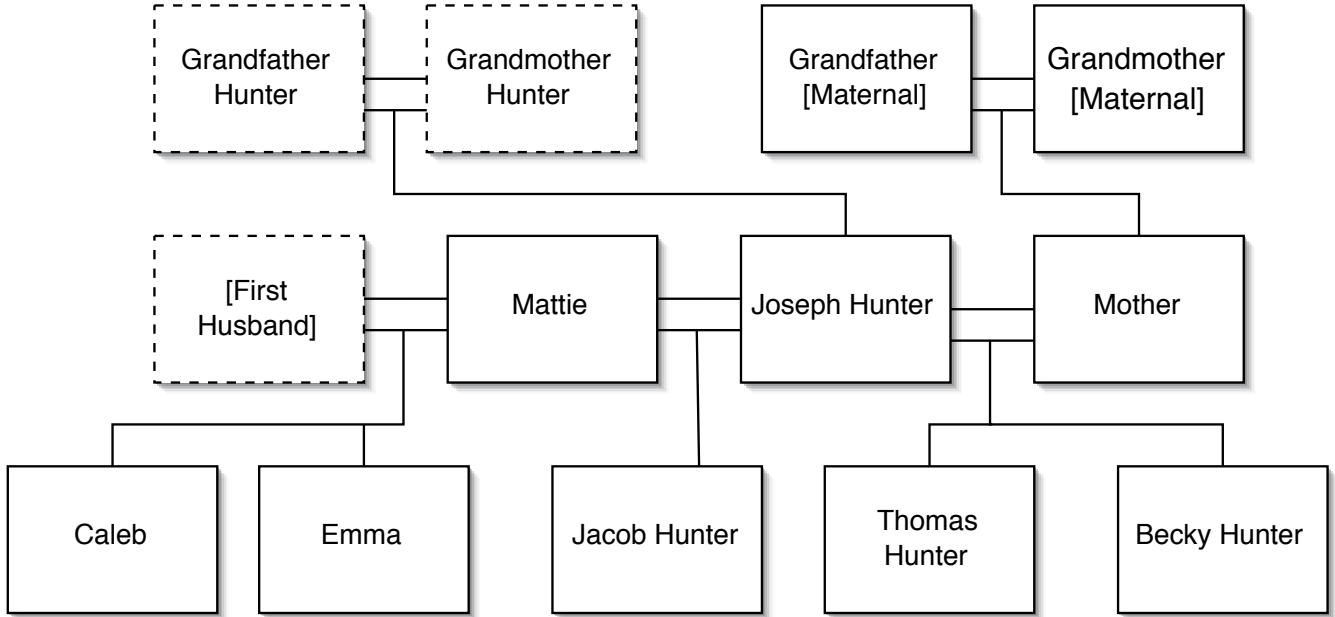 Grandfather
Hunter
Grandmother
Hunter
Grandfather
[Maternal]
Grandmother
[Maternal]
[First
Husband]
Mattie
Joseph Hunter
Mother
Caleb
Emma
Jacob Hunter
Thomas
Hunter
Becky Hunter